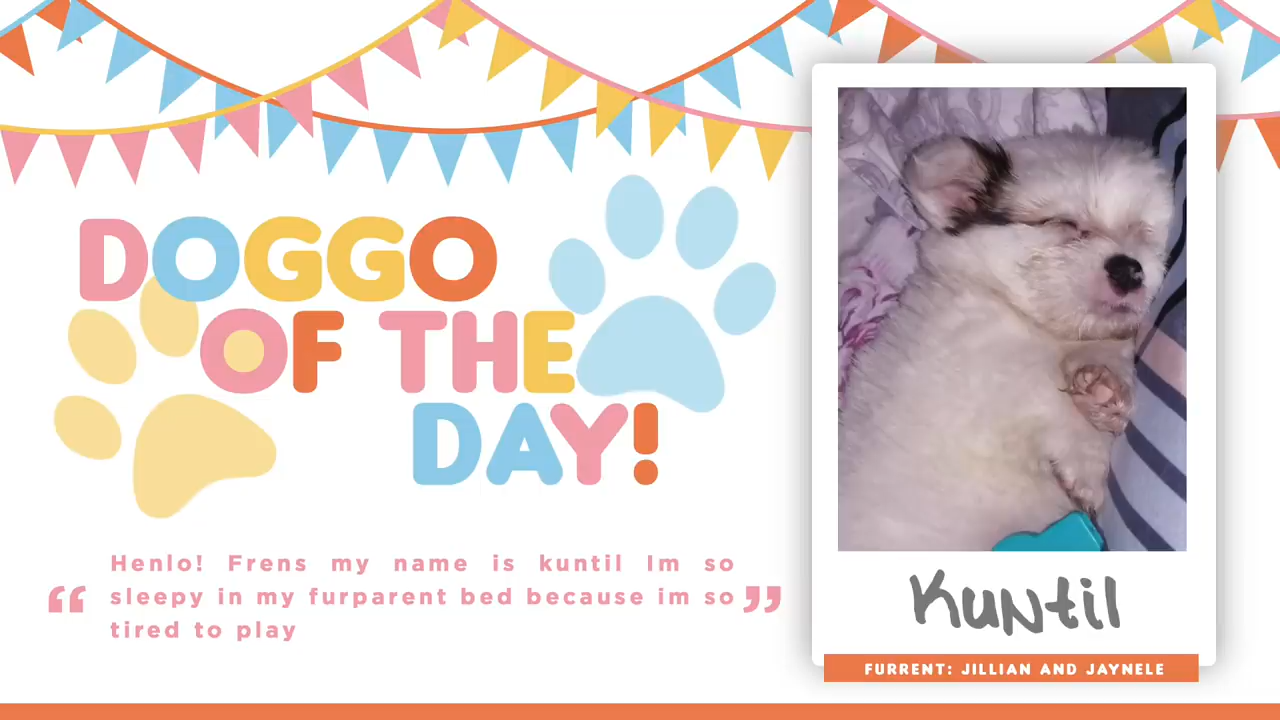 DOGGO
OF THE
DAY!
“ Henlo! Frens my name is kuntil Im so
sleepy in my furparent bed because im so ”
tired to play
Kuntil
FURRENT: JILLIAN AND JAYNELE